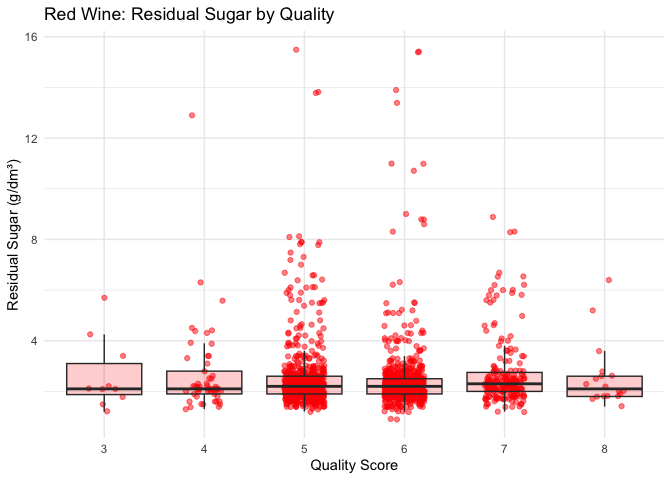 Red Wine: Residual Sugar by Quality
16
12
8
4
Residual Sugar (g/dm³)
3 4 5 6 7 8
Quality Score